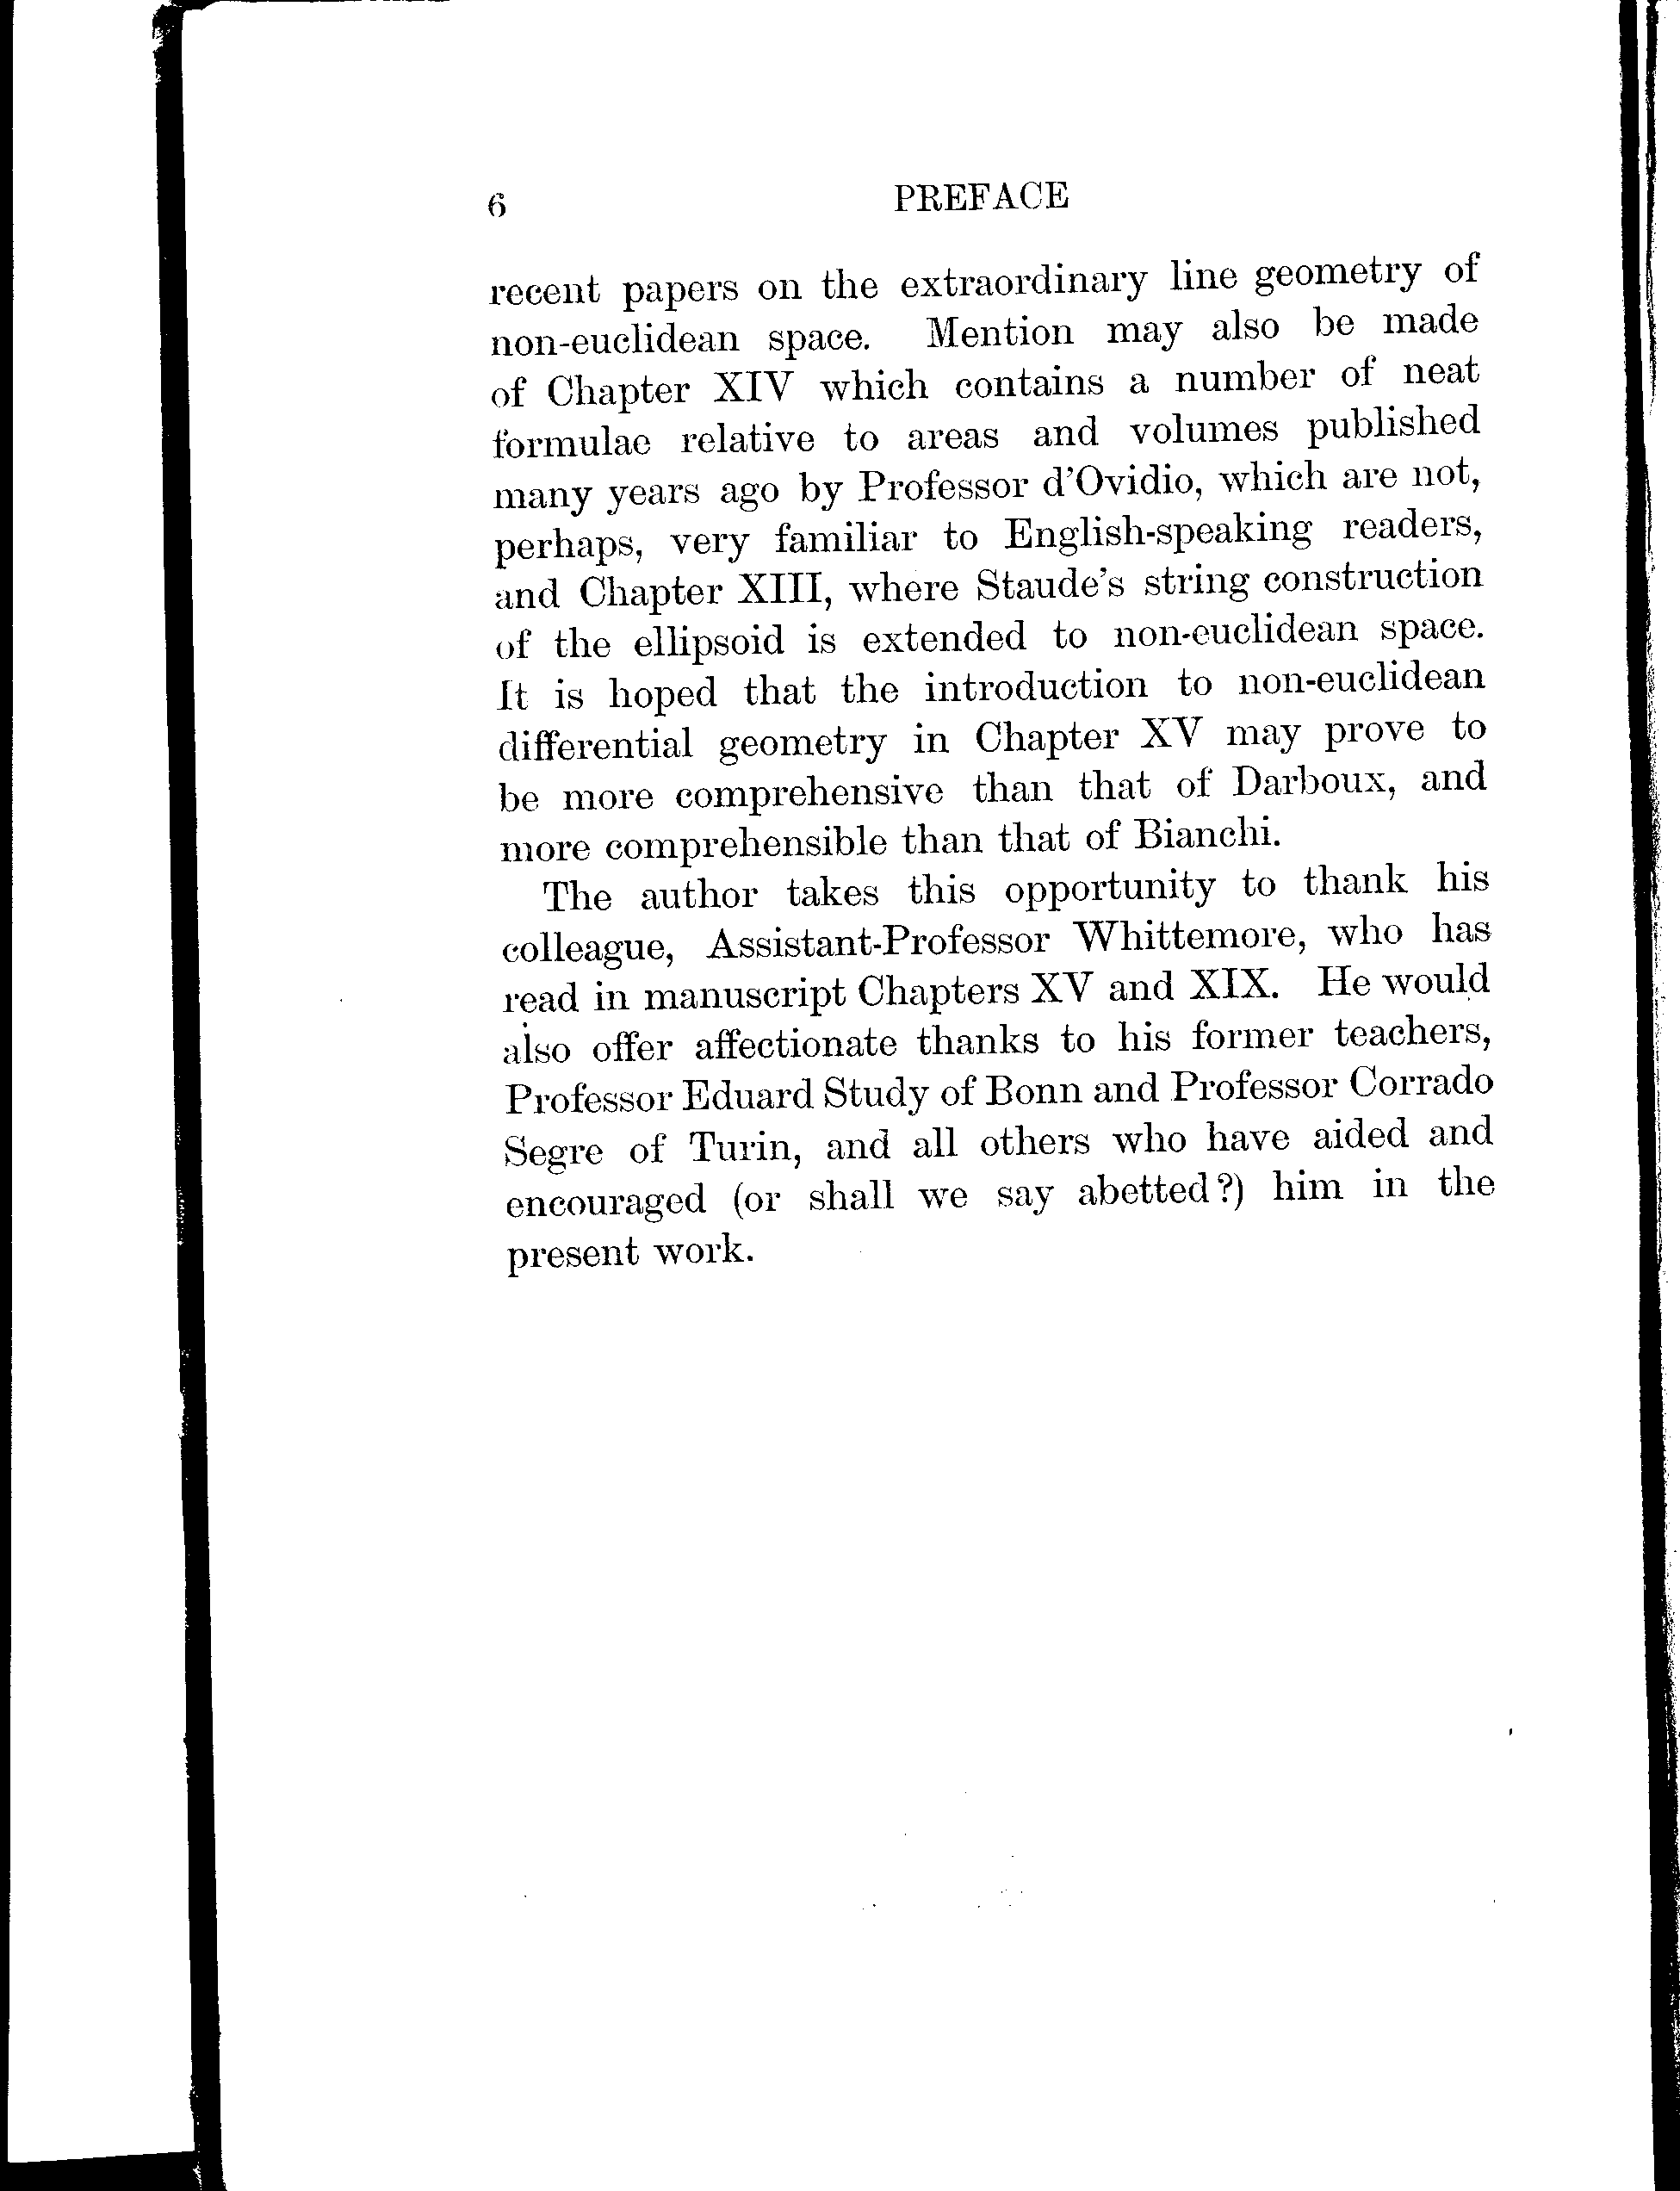 6 PREFACE
recent papers on the extraordinary line geometry of
non-euclidean space. Mention may also be made
of Chapter XIV which contains a number of neat
formulae relative to areas and volumes published
many years ago by Professor d'Ovidio, which are not,
perhaps, very familiar to English-speaking readers,
and Chapter XIII, where Staude's string construction
of the ellipsoid is extended to non-euclidean space.
It is hoped that the introduction to non-euclidean
differential geometry in Chapter XV may prove to
be more comprehensive than that of Darboux, and
more comprehensible than that of Bianchi.
The author takes this opportunity to thank his
colleague, Assistant-Professor Whittemore, who has
read in manuscript Chapters XV and XIX. He would
also offer affectionate thanks to his former teachers,
Professor Eduard Study of Bonn and Professor Corrado
Segre of Turin, and all others who have aided and
encouraged (or shall we say abetted?) him in the
present work.